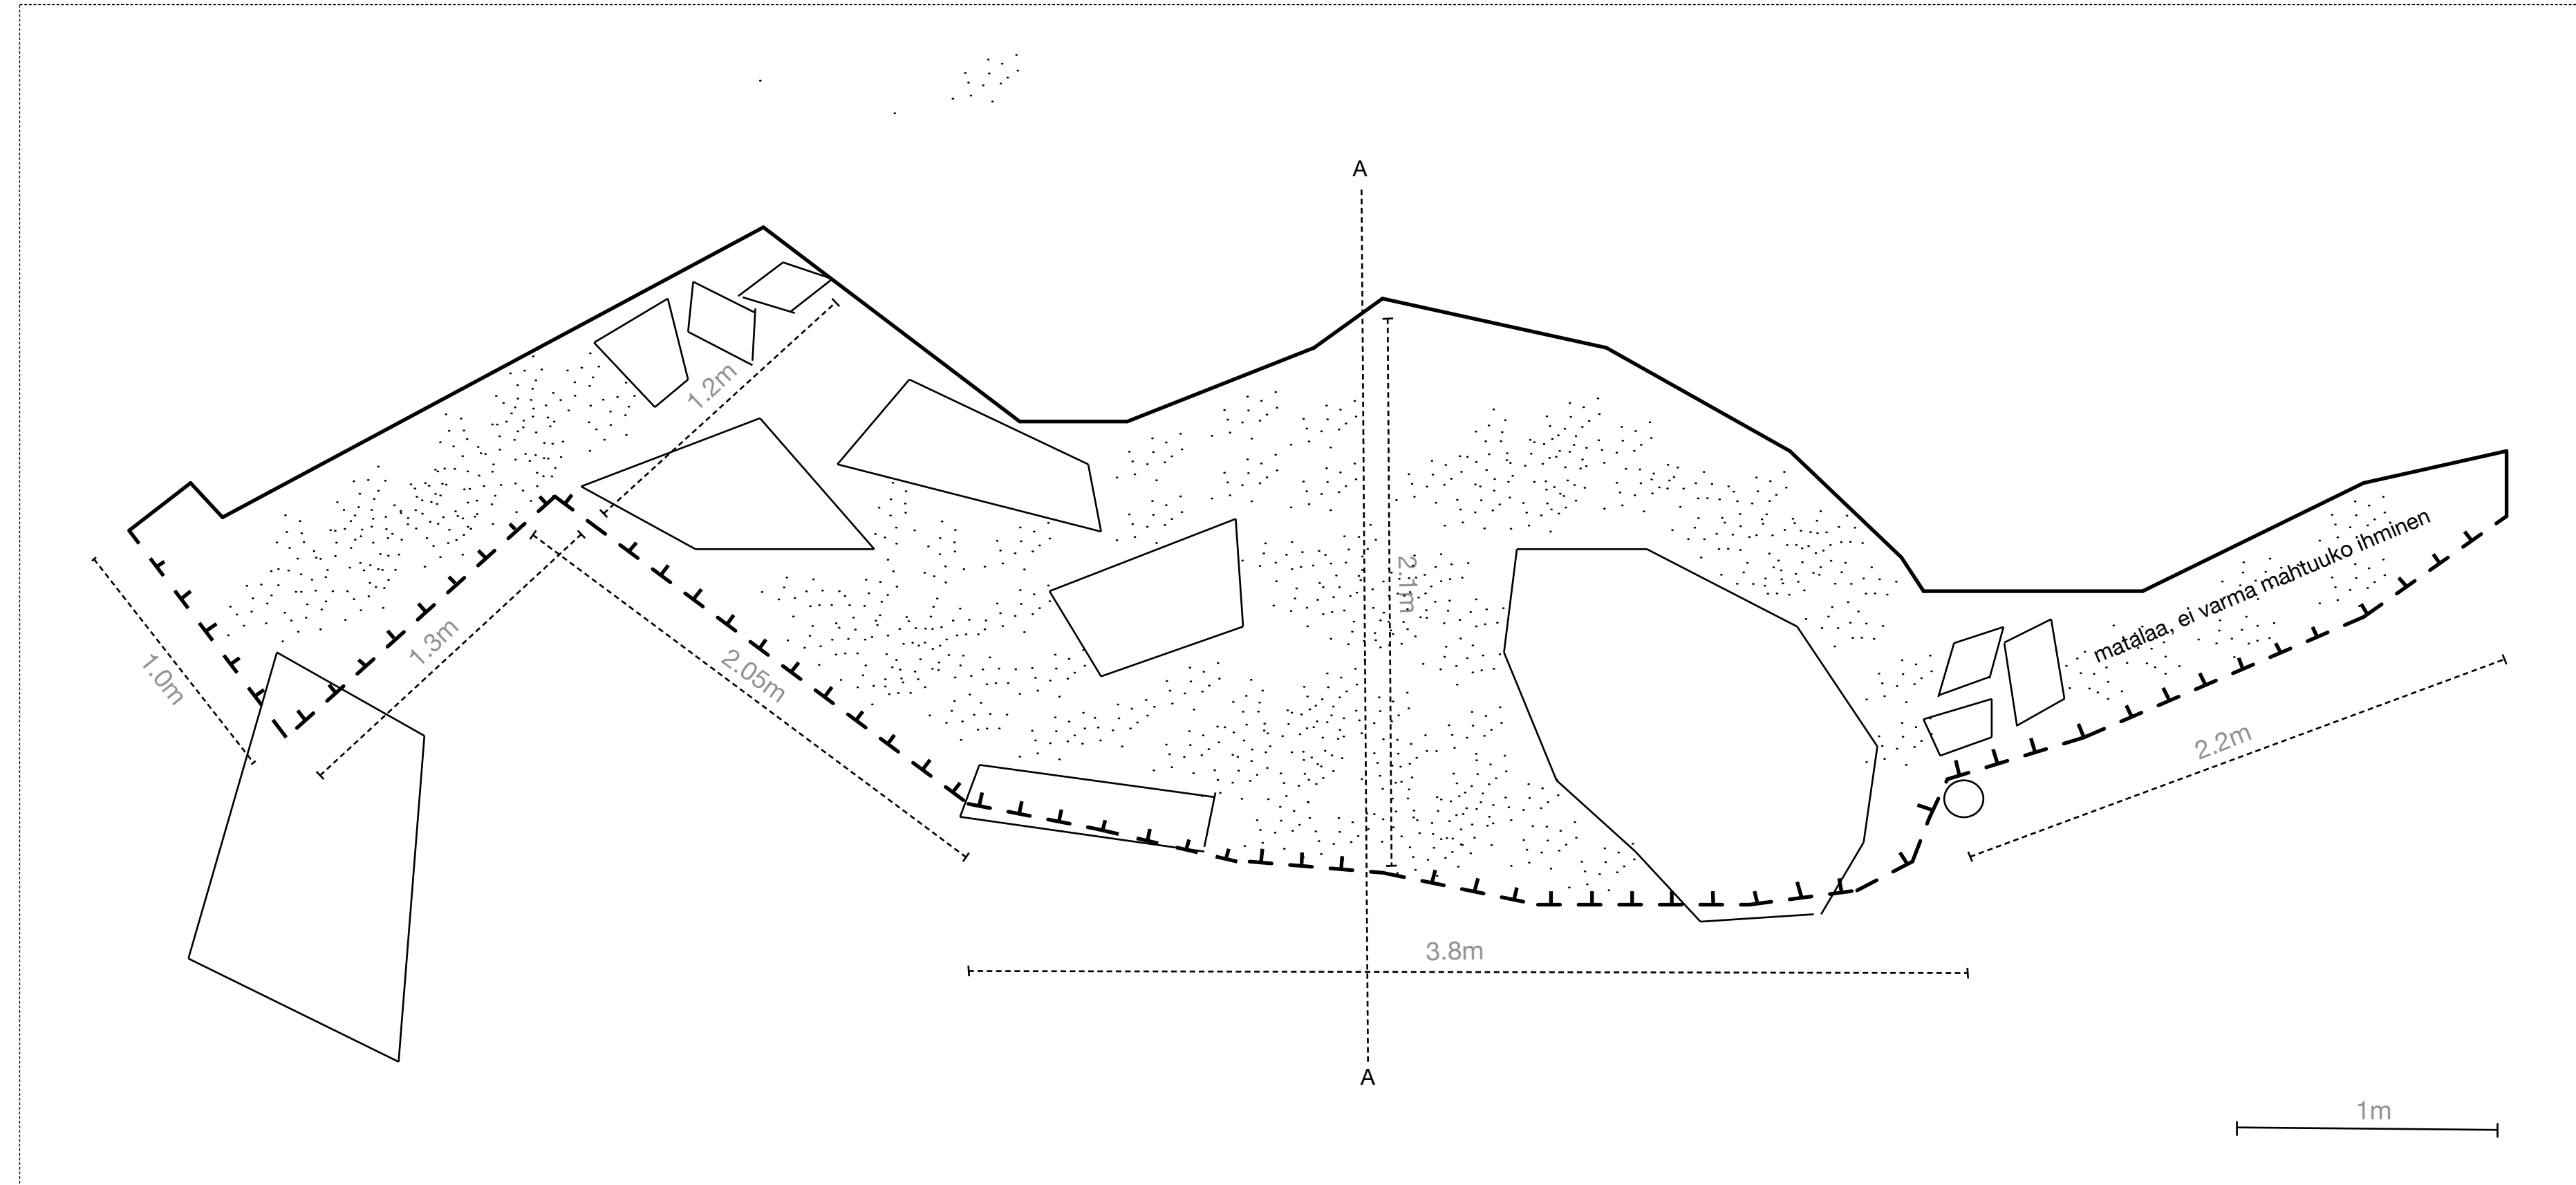 A
1.2m
2.1m
matalaa, ei varma mahtuuko ihminen
1.3m
1.0m
2.05m
2.2m
3.8m
A
1m